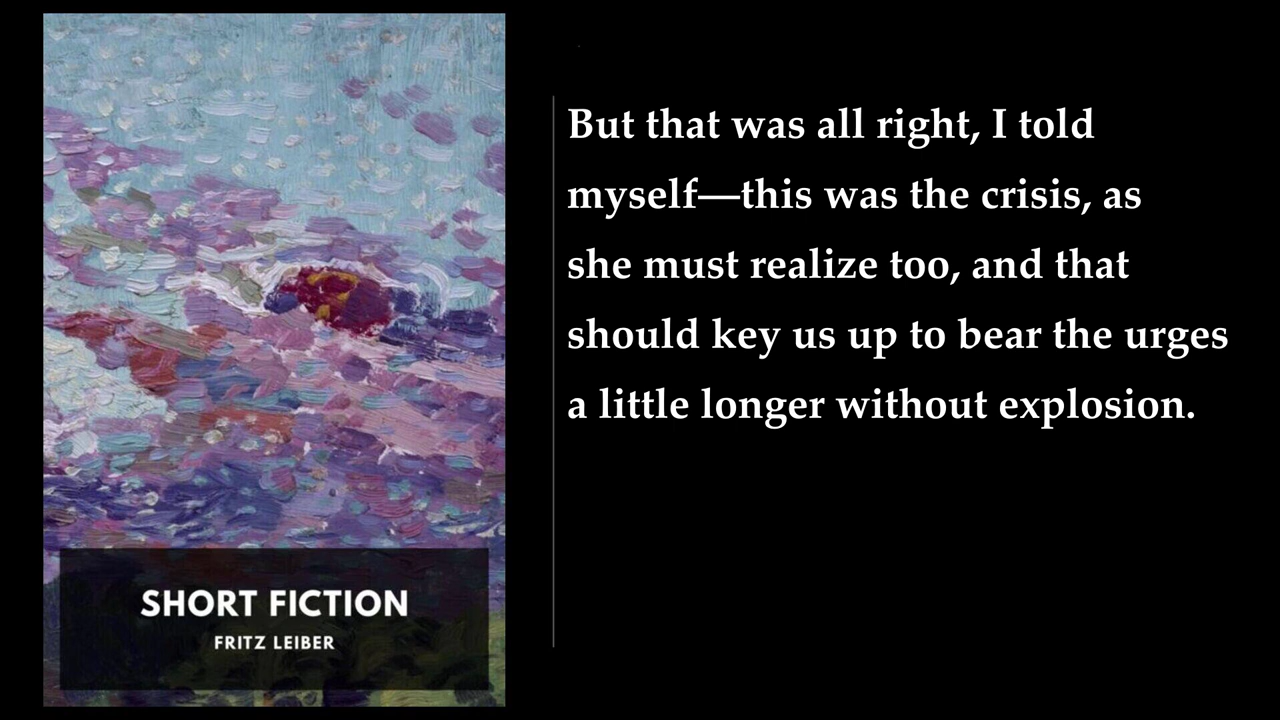 SHORT FICTION
FRITZ LEIBER
But that was all right, I told
myself—this was the crisis, as
she must realize too, and that
should key us up to bear the urges
a little longer without explosion.